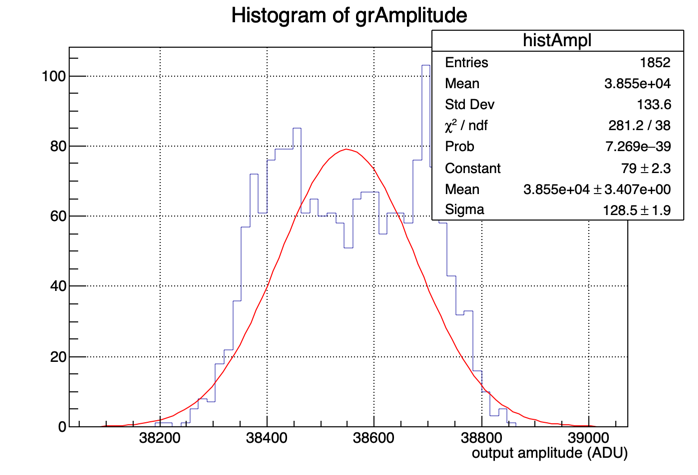 Histogram of grAmplitude
histAmpl
Entries 1852
Mean 3.855e+04
Std Dev 133.6
χ² / ndf 281.2 / 38
Prob 7.269e−39
Constant 79 ± 2.3
Mean 3.855e+04 ± 3.407e+00
Sigma 128.5 ± 1.9
100
80
60
40
20
0
38200 38400 38600 38800 39000
output amplitude (ADU)